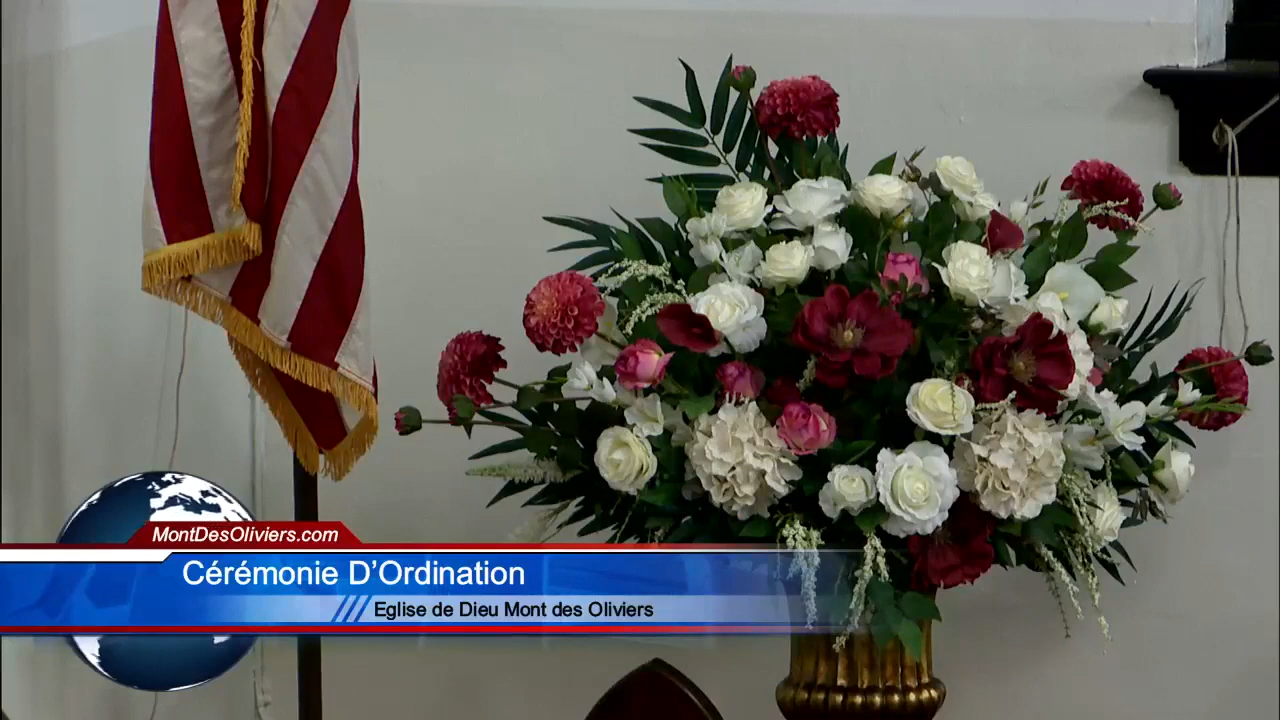 MontDesOliviers.com
Cérémonie D’Ordination
Eglise de Dieu Mont des Oliviers